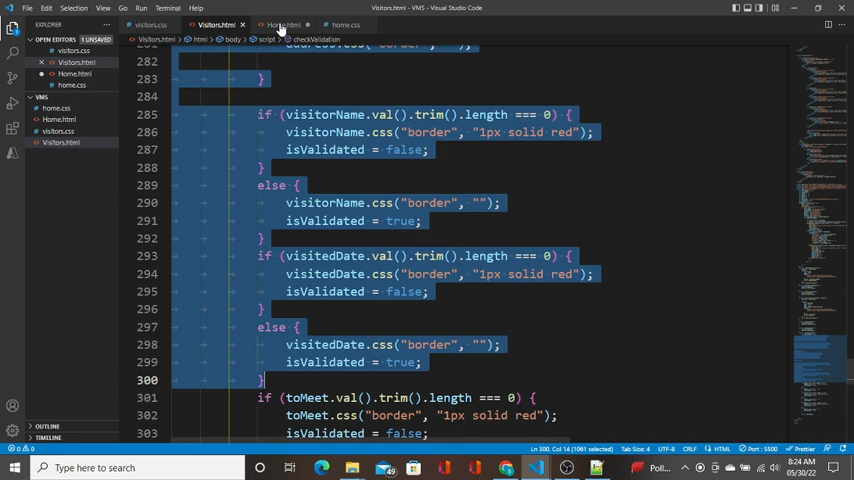 File Edit Selection View Go Run Terminal Help
Visitors.html - VMS - Visual Studio Code
EXPLORER
visitors.css
Visitors.html
Home.html
home.css
OPEN EDITORS 1 UNSAVED
visitors.css
Visitors.html
Home.html
home.css
VMS
home.css
Home.html
visitors.css
Visitors.html
OUTLINE
TIMELINE
Visitors.html > html > body > script > checkValidation
281 address.css("border", "");
282
283 }
284
285 if (visitorName.val().trim().length === 0) {
286 visitorName.css("border", "1px solid red");
287 isValidated = false;
288 }
289 else {
290 visitorName.css("border", "");
291 isValidated = true;
292 }
293 if (visitedDate.val().trim().length === 0) {
294 visitedDate.css("border", "1px solid red");
295 isValidated = false;
296 }
297 else {
298 visitedDate.css("border", "");
299 isValidated = true;
300 }
301 if (toMeet.val().trim().length === 0) {
302 toMeet.css("border", "1px solid red");
303 isValidated = false;
0 0
Ln 300, Col 14 (1061 selected) Tab Size: 4 UTF-8 CRLF HTML Port : 5500 Prettier
Type here to search
49
Poll...
8:24 AM
05/30/22